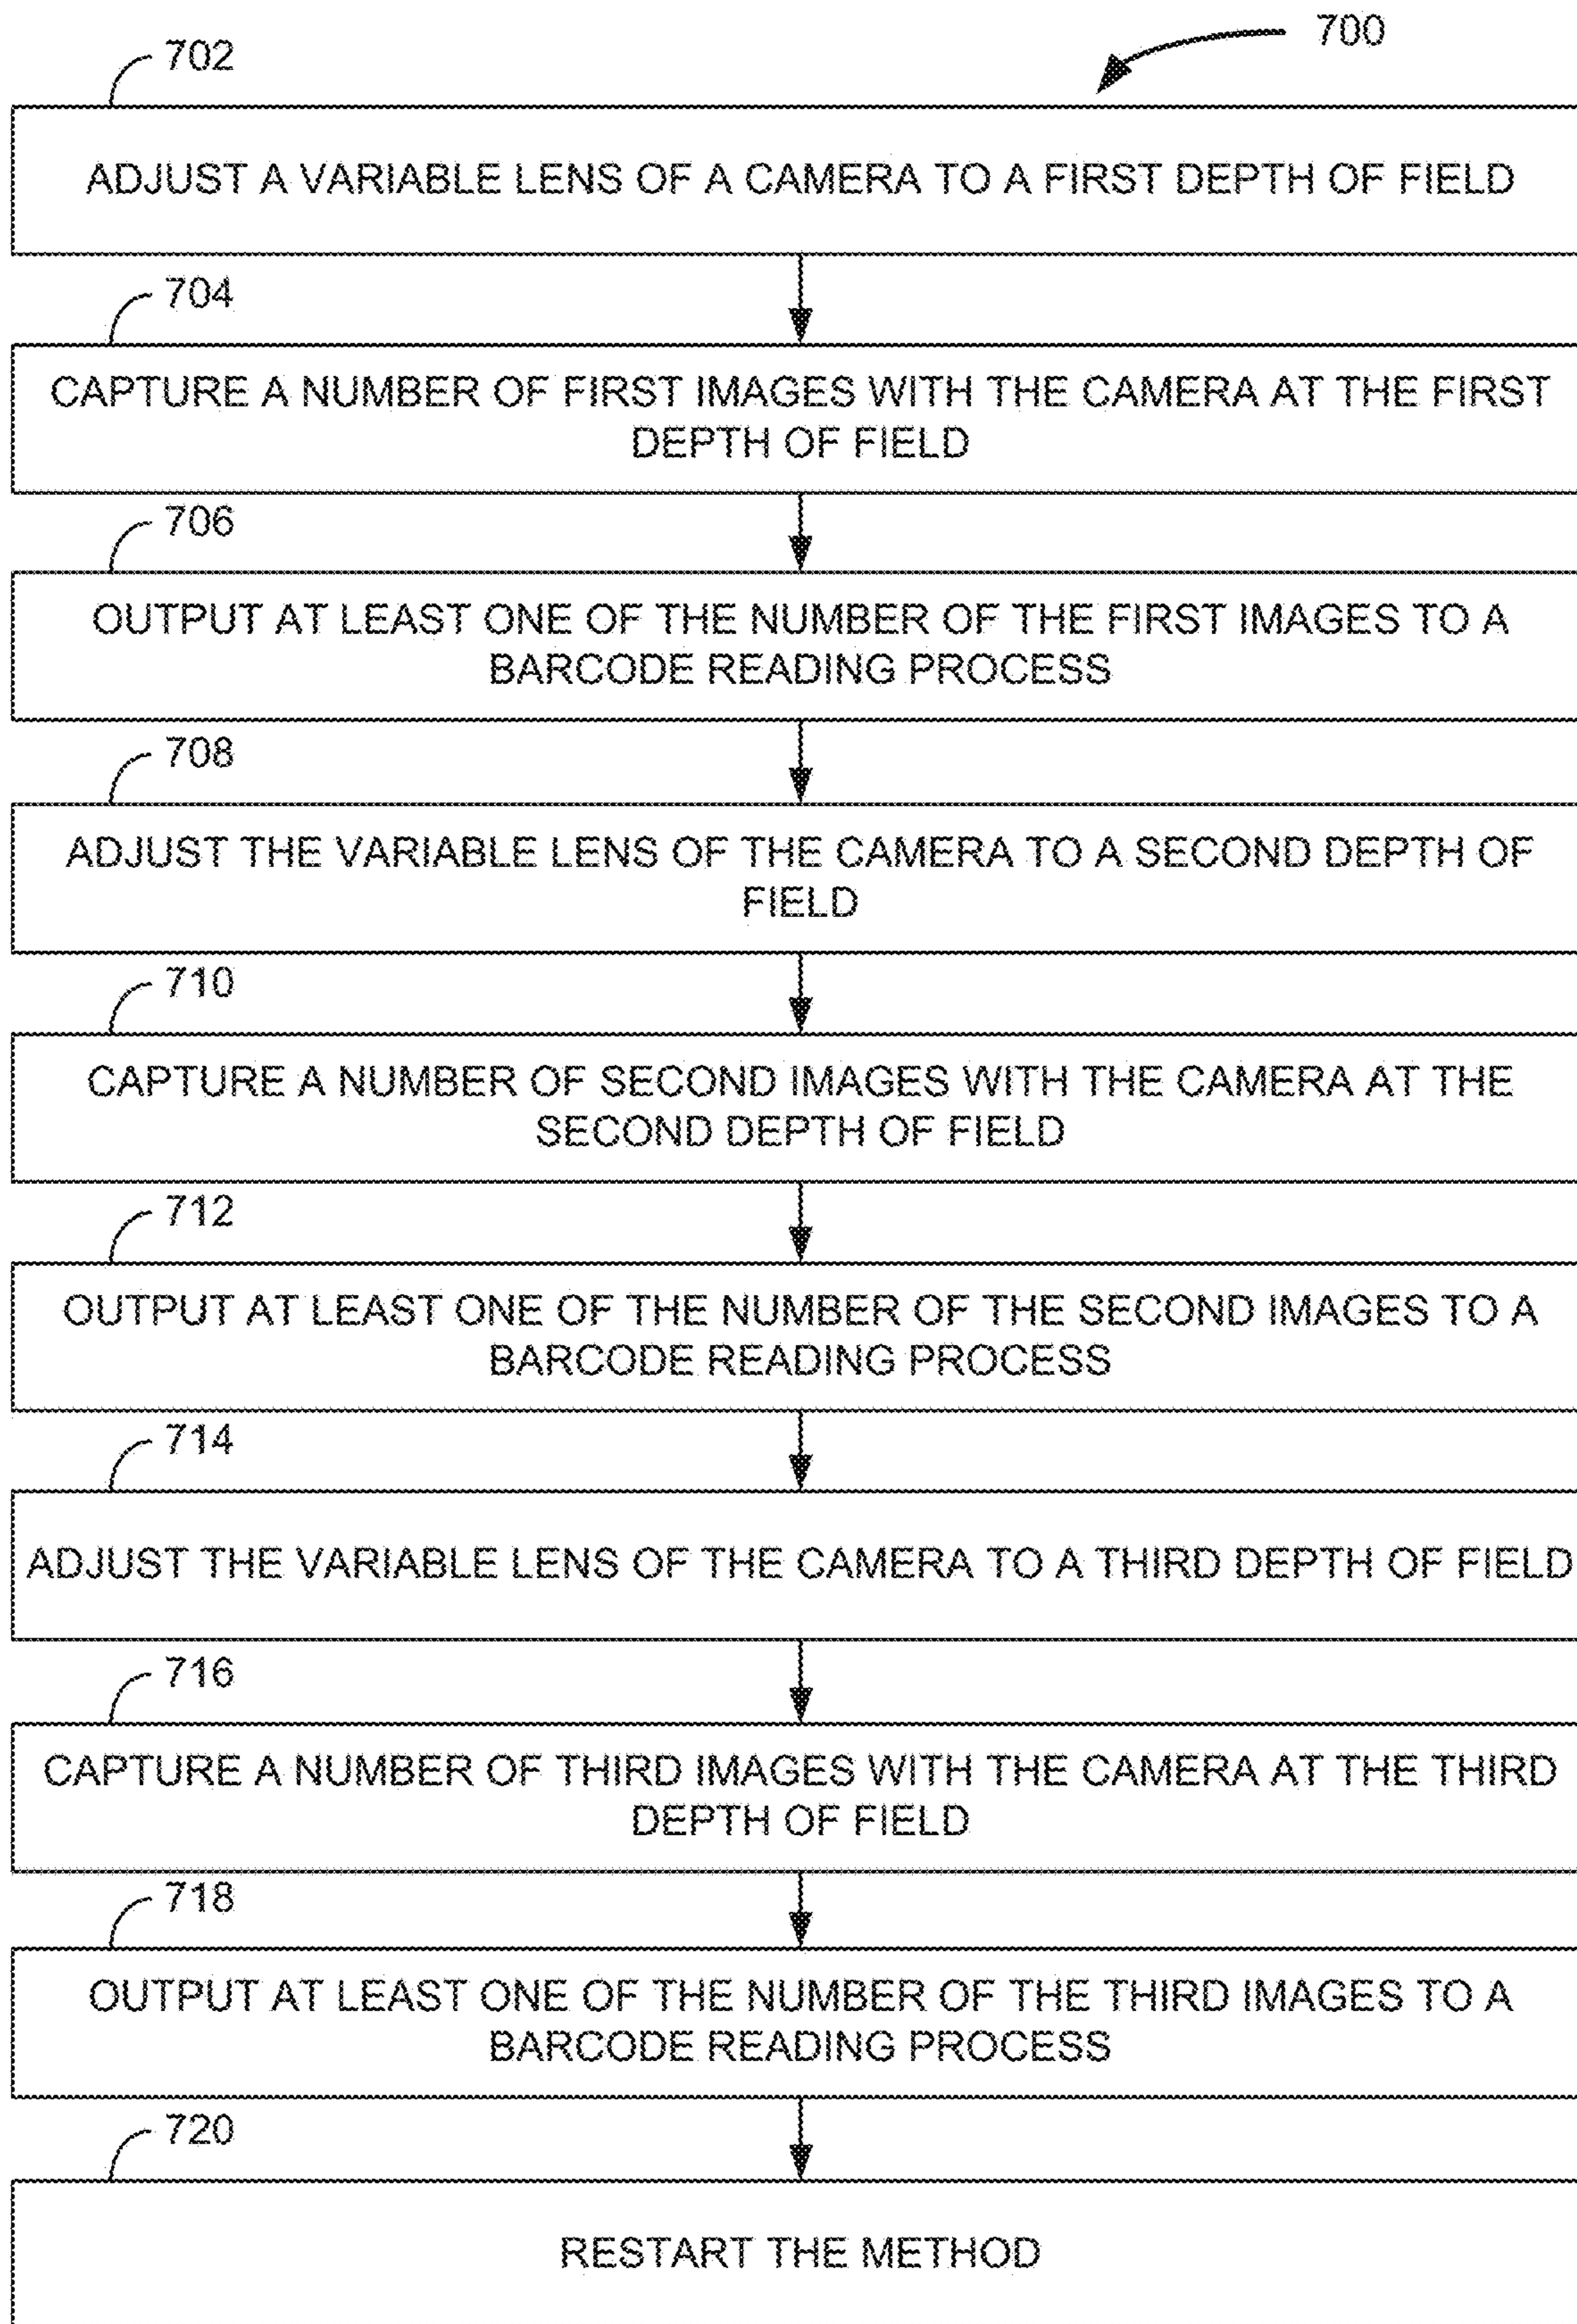 700
702
ADJUST A VARIABLE LENS OF A CAMERA TO A FIRST DEPTH OF FIELD
704
CAPTURE A NUMBER OF FIRST IMAGES WITH THE CAMERA AT THE FIRST
DEPTH OF FIELD
706
OUTPUT AT LEAST ONE OF THE NUMBER OF THE FIRST IMAGES TO A
BARCODE READING PROCESS
708
ADJUST THE VARIABLE LENS OF THE CAMERA TO A SECOND DEPTH OF
FIELD
710
CAPTURE A NUMBER OF SECOND IMAGES WITH THE CAMERA AT THE
SECOND DEPTH OF FIELD
712
OUTPUT AT LEAST ONE OF THE NUMBER OF THE SECOND IMAGES TO A
BARCODE READING PROCESS
714
ADJUST THE VARIABLE LENS OF THE CAMERA TO A THIRD DEPTH OF FIELD
716
CAPTURE A NUMBER OF THIRD IMAGES WITH THE CAMERA AT THE THIRD
DEPTH OF FIELD
718
OUTPUT AT LEAST ONE OF THE NUMBER OF THE THIRD IMAGES TO A
BARCODE READING PROCESS
720
RESTART THE METHOD